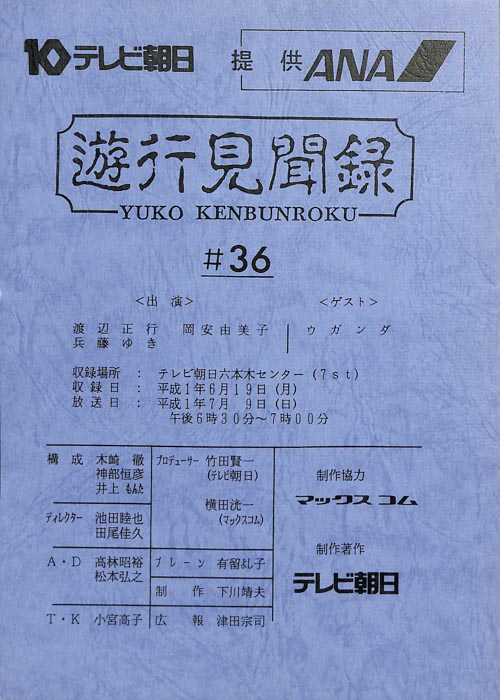 10 テレビ朝日 提供 ANA
遊行見聞録
YUKO KENBUNROKU
#36
<出演> <ゲスト>
渡辺正行 岡安由美子 ウガンダ
兵藤ゆき
収録場所 : テレビ朝日六本木センター(7st)
収録日 : 平成1年6月19日(月)
放送日 : 平成1年7月 9日(日)
午後6時30分~7時00分
構成 木崎 徹
神部恒彦
井上 もんた
ディレクター 池田睦也
田尾佳久
A・D 高林昭裕
松本弘之
T・K 小宮高子
プロデューサー 竹田賢一
(テレビ朝日)
横田洸一
(マックスコム)
ブレーン 有留よし子
制作 下川靖夫
広報 津田宗司
制作協力
マックス コム
制作著作
テレビ朝日